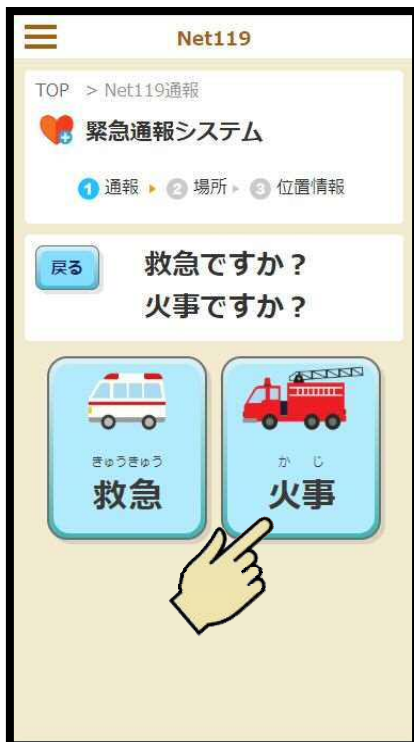 Net119
TOP > Net119通報
緊急通報システム
1 通報 ▶ 2 場所 ▶ 3 位置情報
戻る
救急ですか？
火事ですか？
きゅうきゅう
救急
かじ
火事